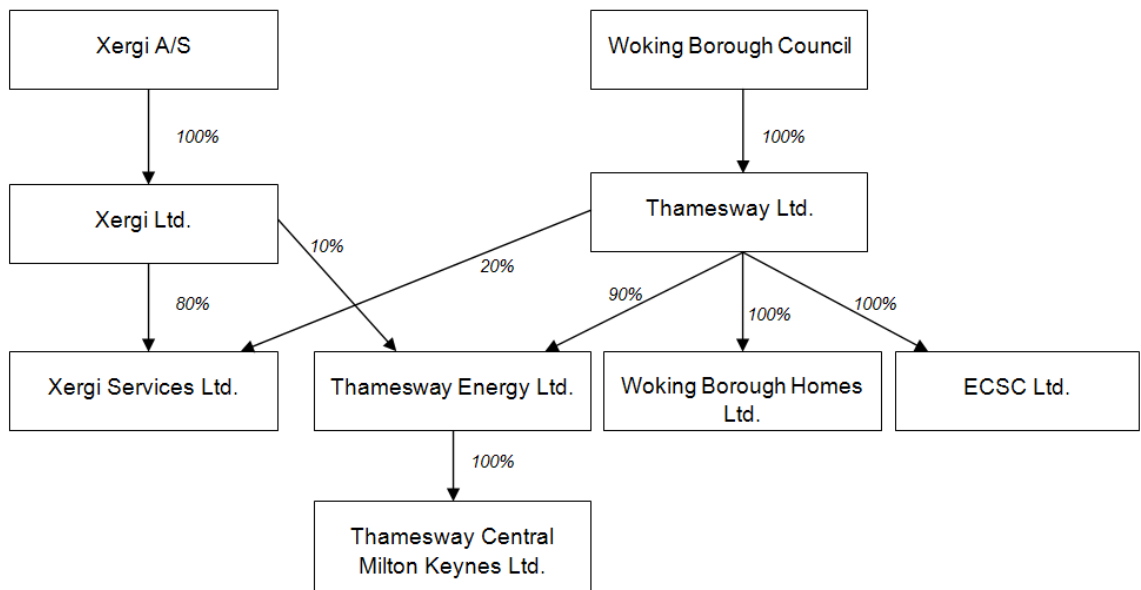 Xergi A/S
Woking Borough Council
100%
100%
Xergi Ltd.
Thamesway Ltd.
10%
20%
80%
90%
100%
100%
Xergi Services Ltd.
Thamesway Energy Ltd.
Woking Borough Homes
Ltd.
ECSC Ltd.
100%
Thamesway Central
Milton Keynes Ltd.